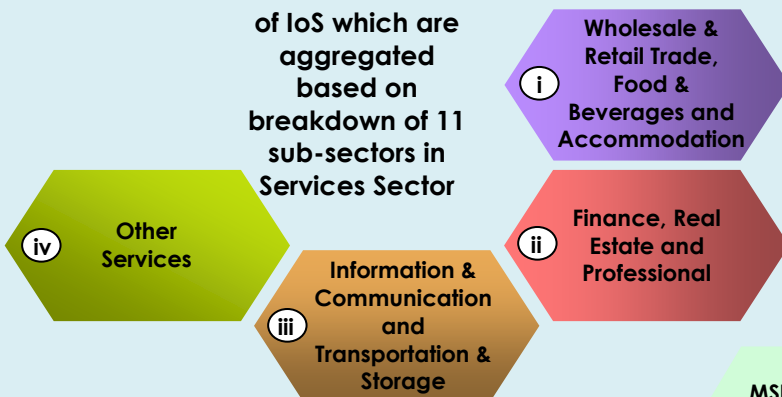 of IoS which are
aggregated
based on
breakdown of 11
sub-sectors in
Services Sector
i
Wholesale &
Retail Trade,
Food &
Beverages and
Accommodation
ii
Finance, Real
Estate and
Professional
iii
Information &
Communication
and
Transportation &
Storage
iv
Other
Services